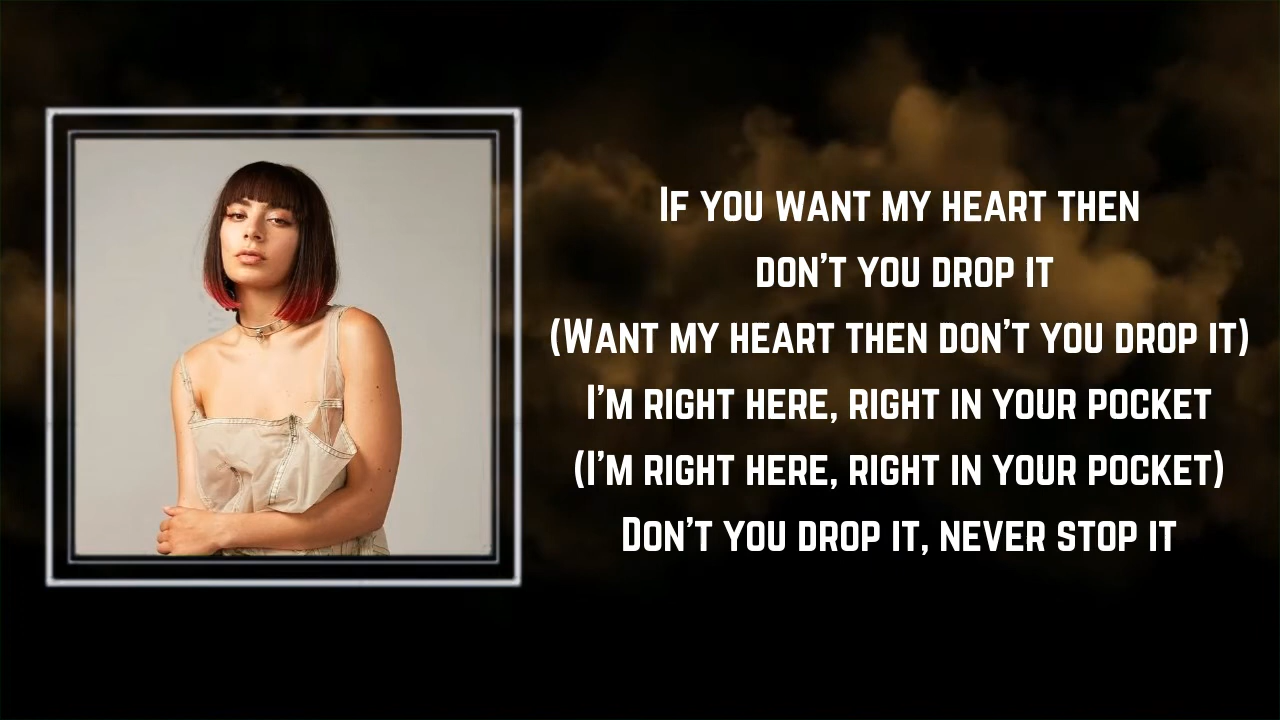 If you want my heart then
don't you drop it
(Want my heart then don't you drop it)
I'm right here, right in your pocket
(I'm right here, right in your pocket)
Don't you drop it, never stop it